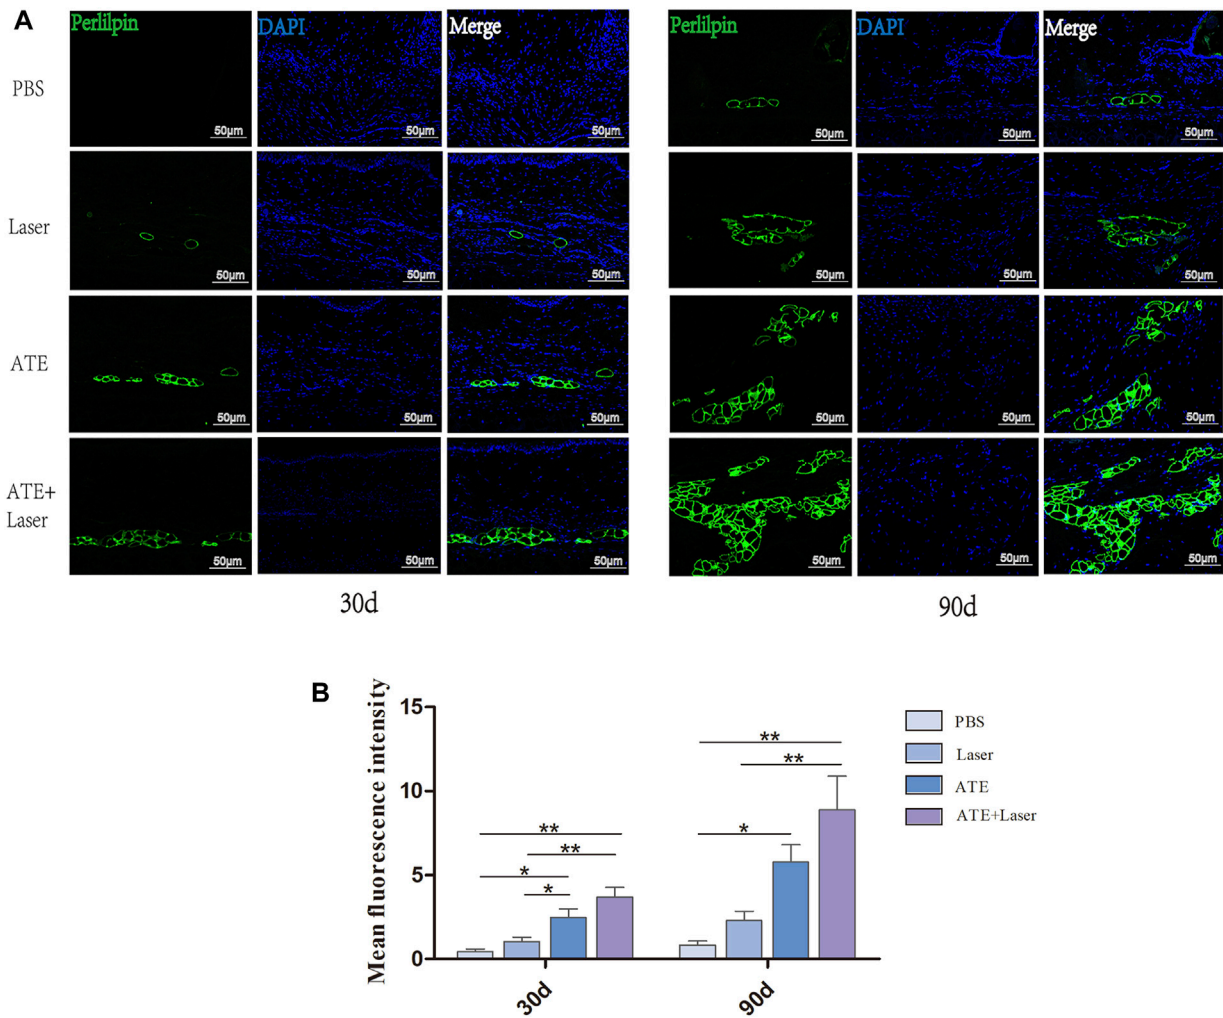 A
Perlilpin DAPI Merge Perlilpin DAPI Merge
PBS
50μm 50μm 50μm 50μm 50μm 50μm
Laser
50μm 50μm 50μm 50μm 50μm 50μm
ATE
50μm 50μm 50μm 50μm 50μm 50μm
ATE+
Laser
50μm 50μm 50μm 50μm 50μm 50μm
30d 90d
B
Mean fluorescence intensity
15
10
5
0
** ** * *
** ** *
30d 90d
PBS
Laser
ATE
ATE+Laser